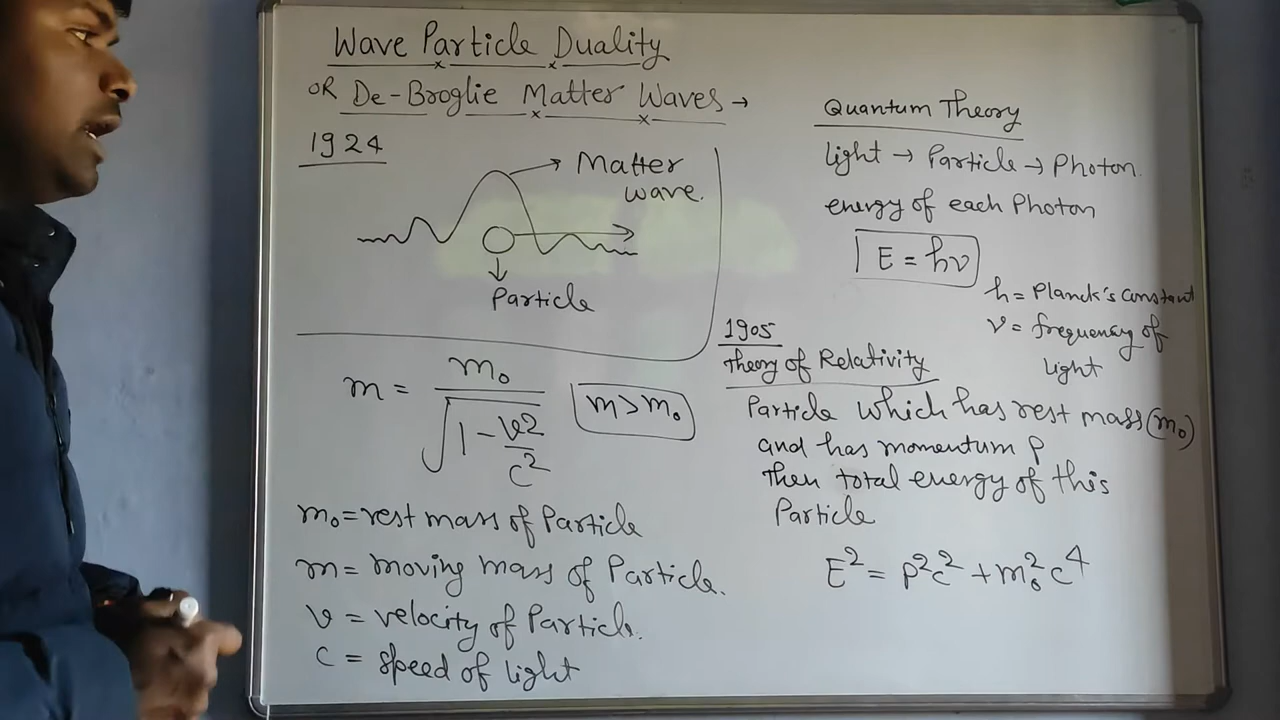 Wave Particle Duality
OR De-Broglie Matter Waves →
1924
Matter
wave.
Particle
m = m₀ / √(1 - v²/c²)
m > m₀
m₀ = rest mass of Particle
m = moving mass of Particle.
v = velocity of Particle.
c = speed of light
Quantum Theory
light → Particle → Photon.
energy of each Photon
E = hν
h = Planck's constant
ν = frequency of
light
1905
Theory of Relativity
Particle which has rest mass (m₀)
and has momentum P
then total energy of this
Particle
E² = P²c² + m₀²c⁴